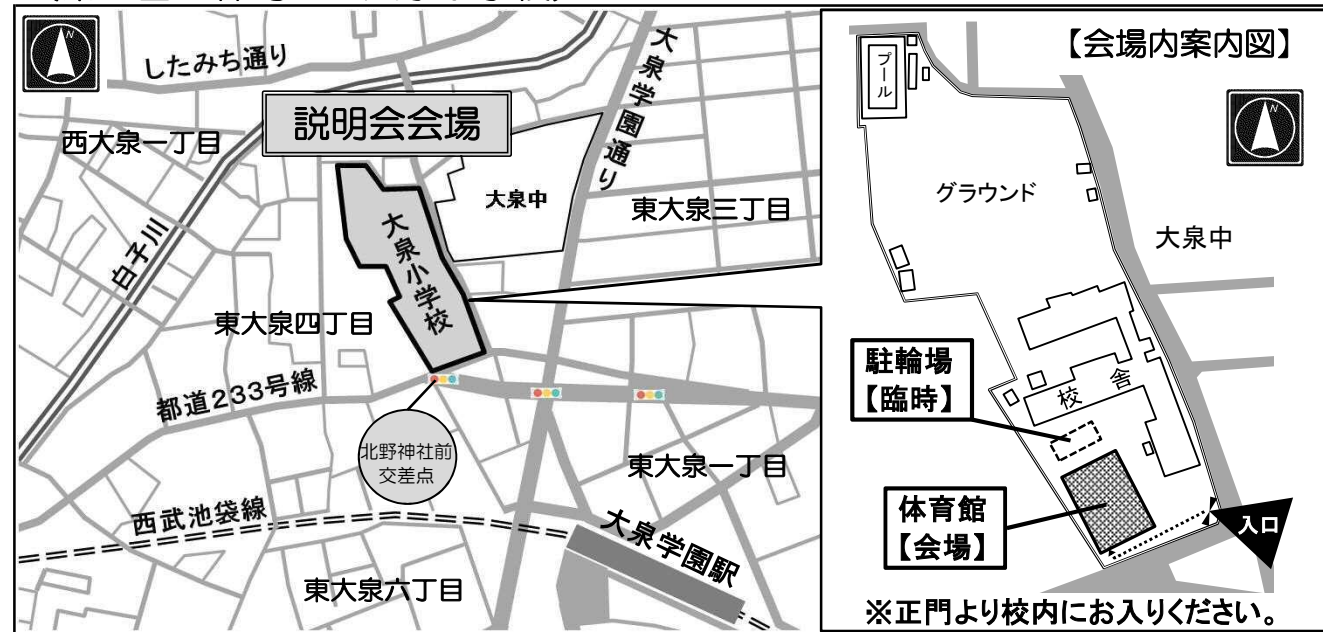 N
したみち通り
大泉学園通り
説明会会場
西大泉一丁目
大泉中
東大泉三丁目
白子川
大泉小学校
東大泉四丁目
都道233号線
北野神社前
交差点
東大泉一丁目
西武池袋線
大泉学園駅
東大泉六丁目
【会場内案内図】
N
プール
グラウンド
大泉中
駐輪場
【臨時】
校舎
体育館
【会場】
入口
※正門より校内にお入りください。